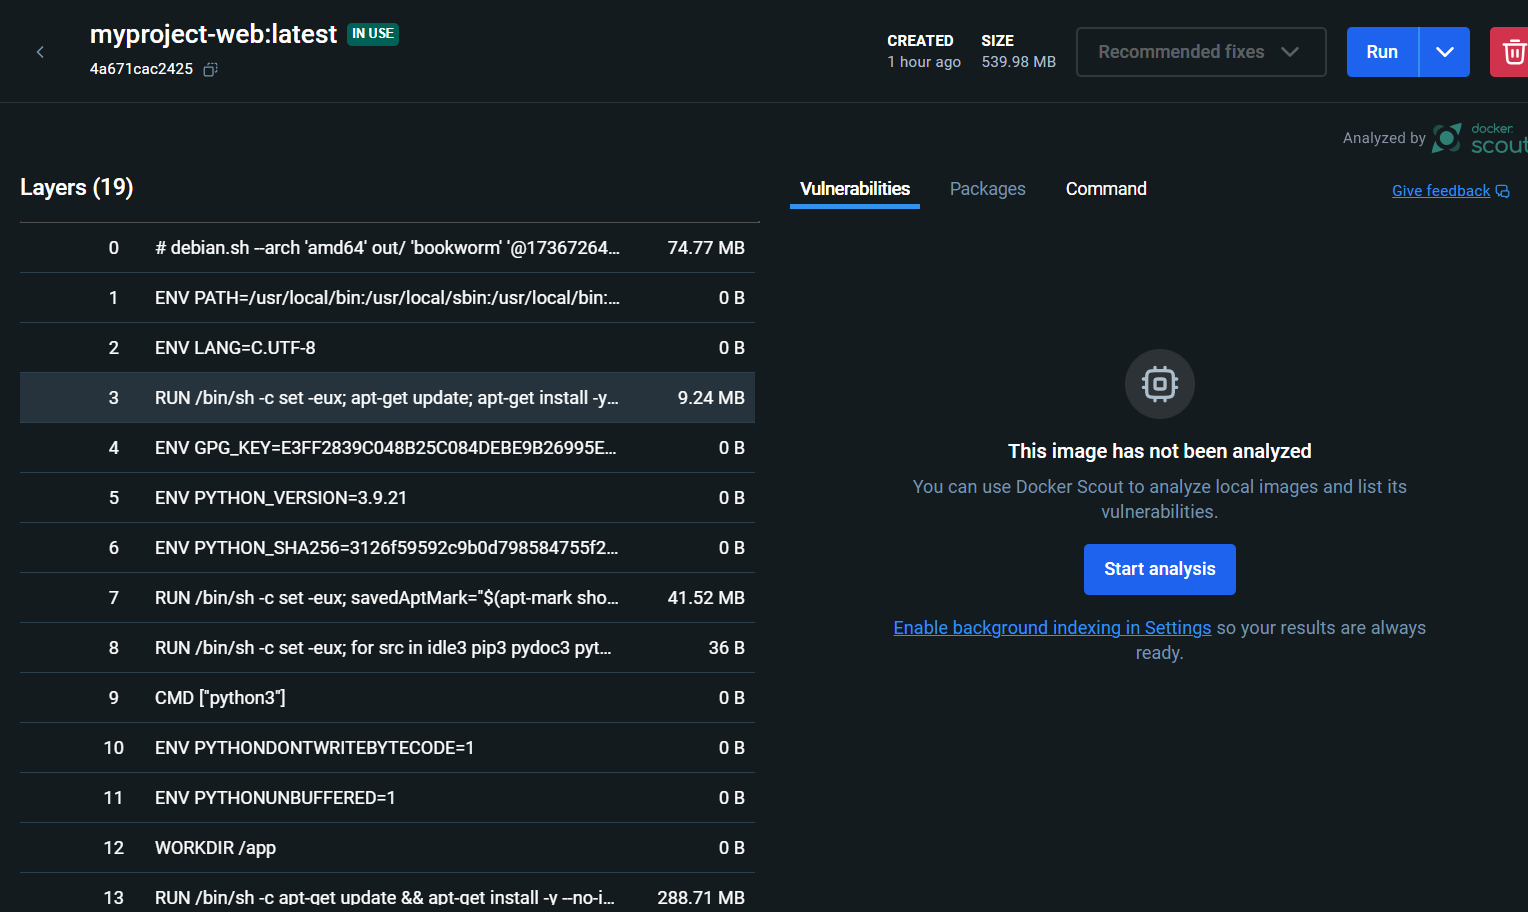 myproject-web:latest IN USE
4a671cac2425
CREATED
1 hour ago
SIZE
539.98 MB
Recommended fixes
Run
Analyzed by docker scout
Give feedback
Layers (19)
0 # debian.sh --arch 'amd64' out/ 'bookworm' '@17367264... 74.77 MB
1 ENV PATH=/usr/local/bin:/usr/local/sbin:/usr/local/bin:... 0 B
2 ENV LANG=C.UTF-8 0 B
3 RUN /bin/sh -c set -eux; apt-get update; apt-get install -y... 9.24 MB
4 ENV GPG_KEY=E3FF2839C048B25C084DEBE9B26995E... 0 B
5 ENV PYTHON_VERSION=3.9.21 0 B
6 ENV PYTHON_SHA256=3126f59592c9b0d798584755f2... 0 B
7 RUN /bin/sh -c set -eux; savedAptMark="$(apt-mark sho... 41.52 MB
8 RUN /bin/sh -c set -eux; for src in idle3 pip3 pydoc3 pyt... 36 B
9 CMD ["python3"] 0 B
10 ENV PYTHONDONTWRITEBYTECODE=1 0 B
11 ENV PYTHONUNBUFFERED=1 0 B
12 WORKDIR /app 0 B
13 RUN /bin/sh -c apt-get update && apt-get install -y --no-i... 288.71 MB
Vulnerabilities Packages Command
This image has not been analyzed
You can use Docker Scout to analyze local images and list its
vulnerabilities.
Start analysis
Enable background indexing in Settings so your results are always
ready.